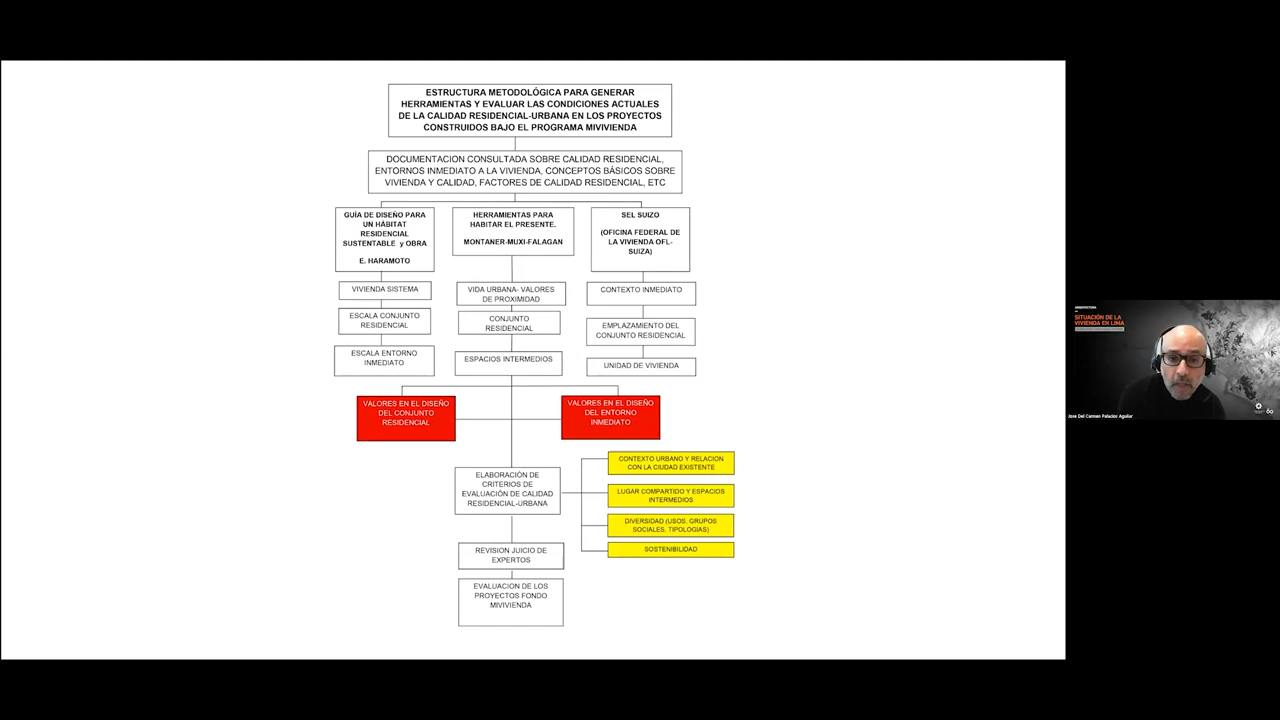 ESTRUCTURA METODOLÓGICA PARA GENERAR
HERRAMIENTAS Y EVALUAR LAS CONDICIONES ACTUALES
DE LA CALIDAD RESIDENCIAL-URBANA EN LOS PROYECTOS
CONSTRUIDOS BAJO EL PROGRAMA MIVIVIENDA
DOCUMENTACION CONSULTADA SOBRE CALIDAD RESIDENCIAL,
ENTORNOS INMEDIATO A LA VIVIENDA, CONCEPTOS BÁSICOS SOBRE
VIVIENDA Y CALIDAD, FACTORES DE CALIDAD RESIDENCIAL, ETC
GUÍA DE DISEÑO PARA
UN HÁBITAT
RESIDENCIAL
SUSTENTABLE y OBRA
E. HARAMOTO
HERRAMIENTAS PARA
HABITAR EL PRESENTE.
MONTANER-MUXI-FALAGAN
SEL SUIZO
(OFICINA FEDERAL DE
LA VIVIENDA OFL-
SUIZA)
VIVIENDA SISTEMA
ESCALA CONJUNTO
RESIDENCIAL
ESCALA ENTORNO
INMEDIATO
VIDA URBANA- VALORES
DE PROXIMIDAD
CONJUNTO
RESIDENCIAL
ESPACIOS INTERMEDIOS
CONTEXTO INMEDIATO
EMPLAZAMIENTO DEL
CONJUNTO RESIDENCIAL
UNIDAD DE VIVIENDA
VALORES EN EL DISEÑO
DEL CONJUNTO
RESIDENCIAL
VALORES EN EL DISEÑO
DEL ENTORNO
INMEDIATO
ELABORACIÓN DE
CRITERIOS DE
EVALUACIÓN DE CALIDAD
RESIDENCIAL-URBANA
CONTEXTO URBANO Y RELACION
CON LA CIUDAD EXISTENTE
LUGAR COMPARTIDO Y ESPACIOS
INTERMEDIOS
DIVERSIDAD (USOS, GRUPOS
SOCIALES, TIPOLOGIAS)
SOSTENIBILIDAD
REVISION JUICIO DE
EXPERTOS
EVALUACION DE LOS
PROYECTOS FONDO
MIVIVIENDA
ARQUITECTURA
SITUACIÓN DE LA
VIVIENDA EN LIMA
Jose Del Carmen Palacios Aguilar